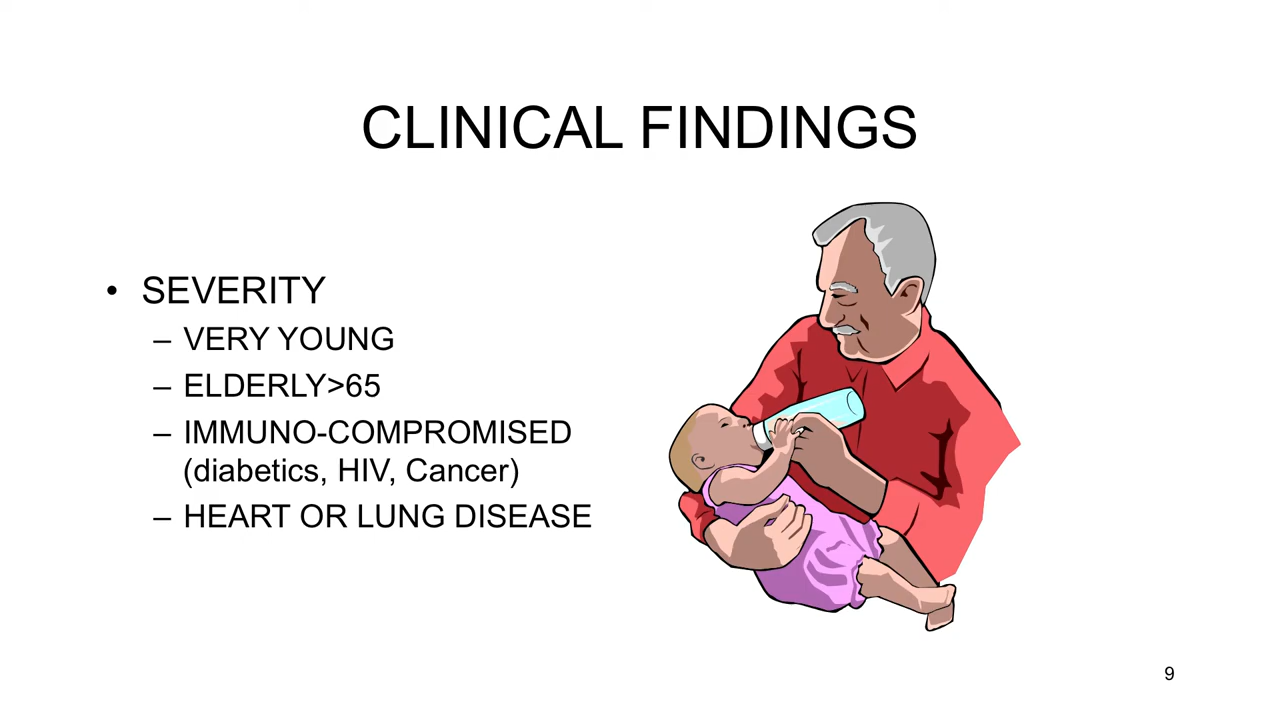 CLINICAL FINDINGS
• SEVERITY
– VERY YOUNG
– ELDERLY>65
– IMMUNO-COMPROMISED
(diabetics, HIV, Cancer)
– HEART OR LUNG DISEASE
9